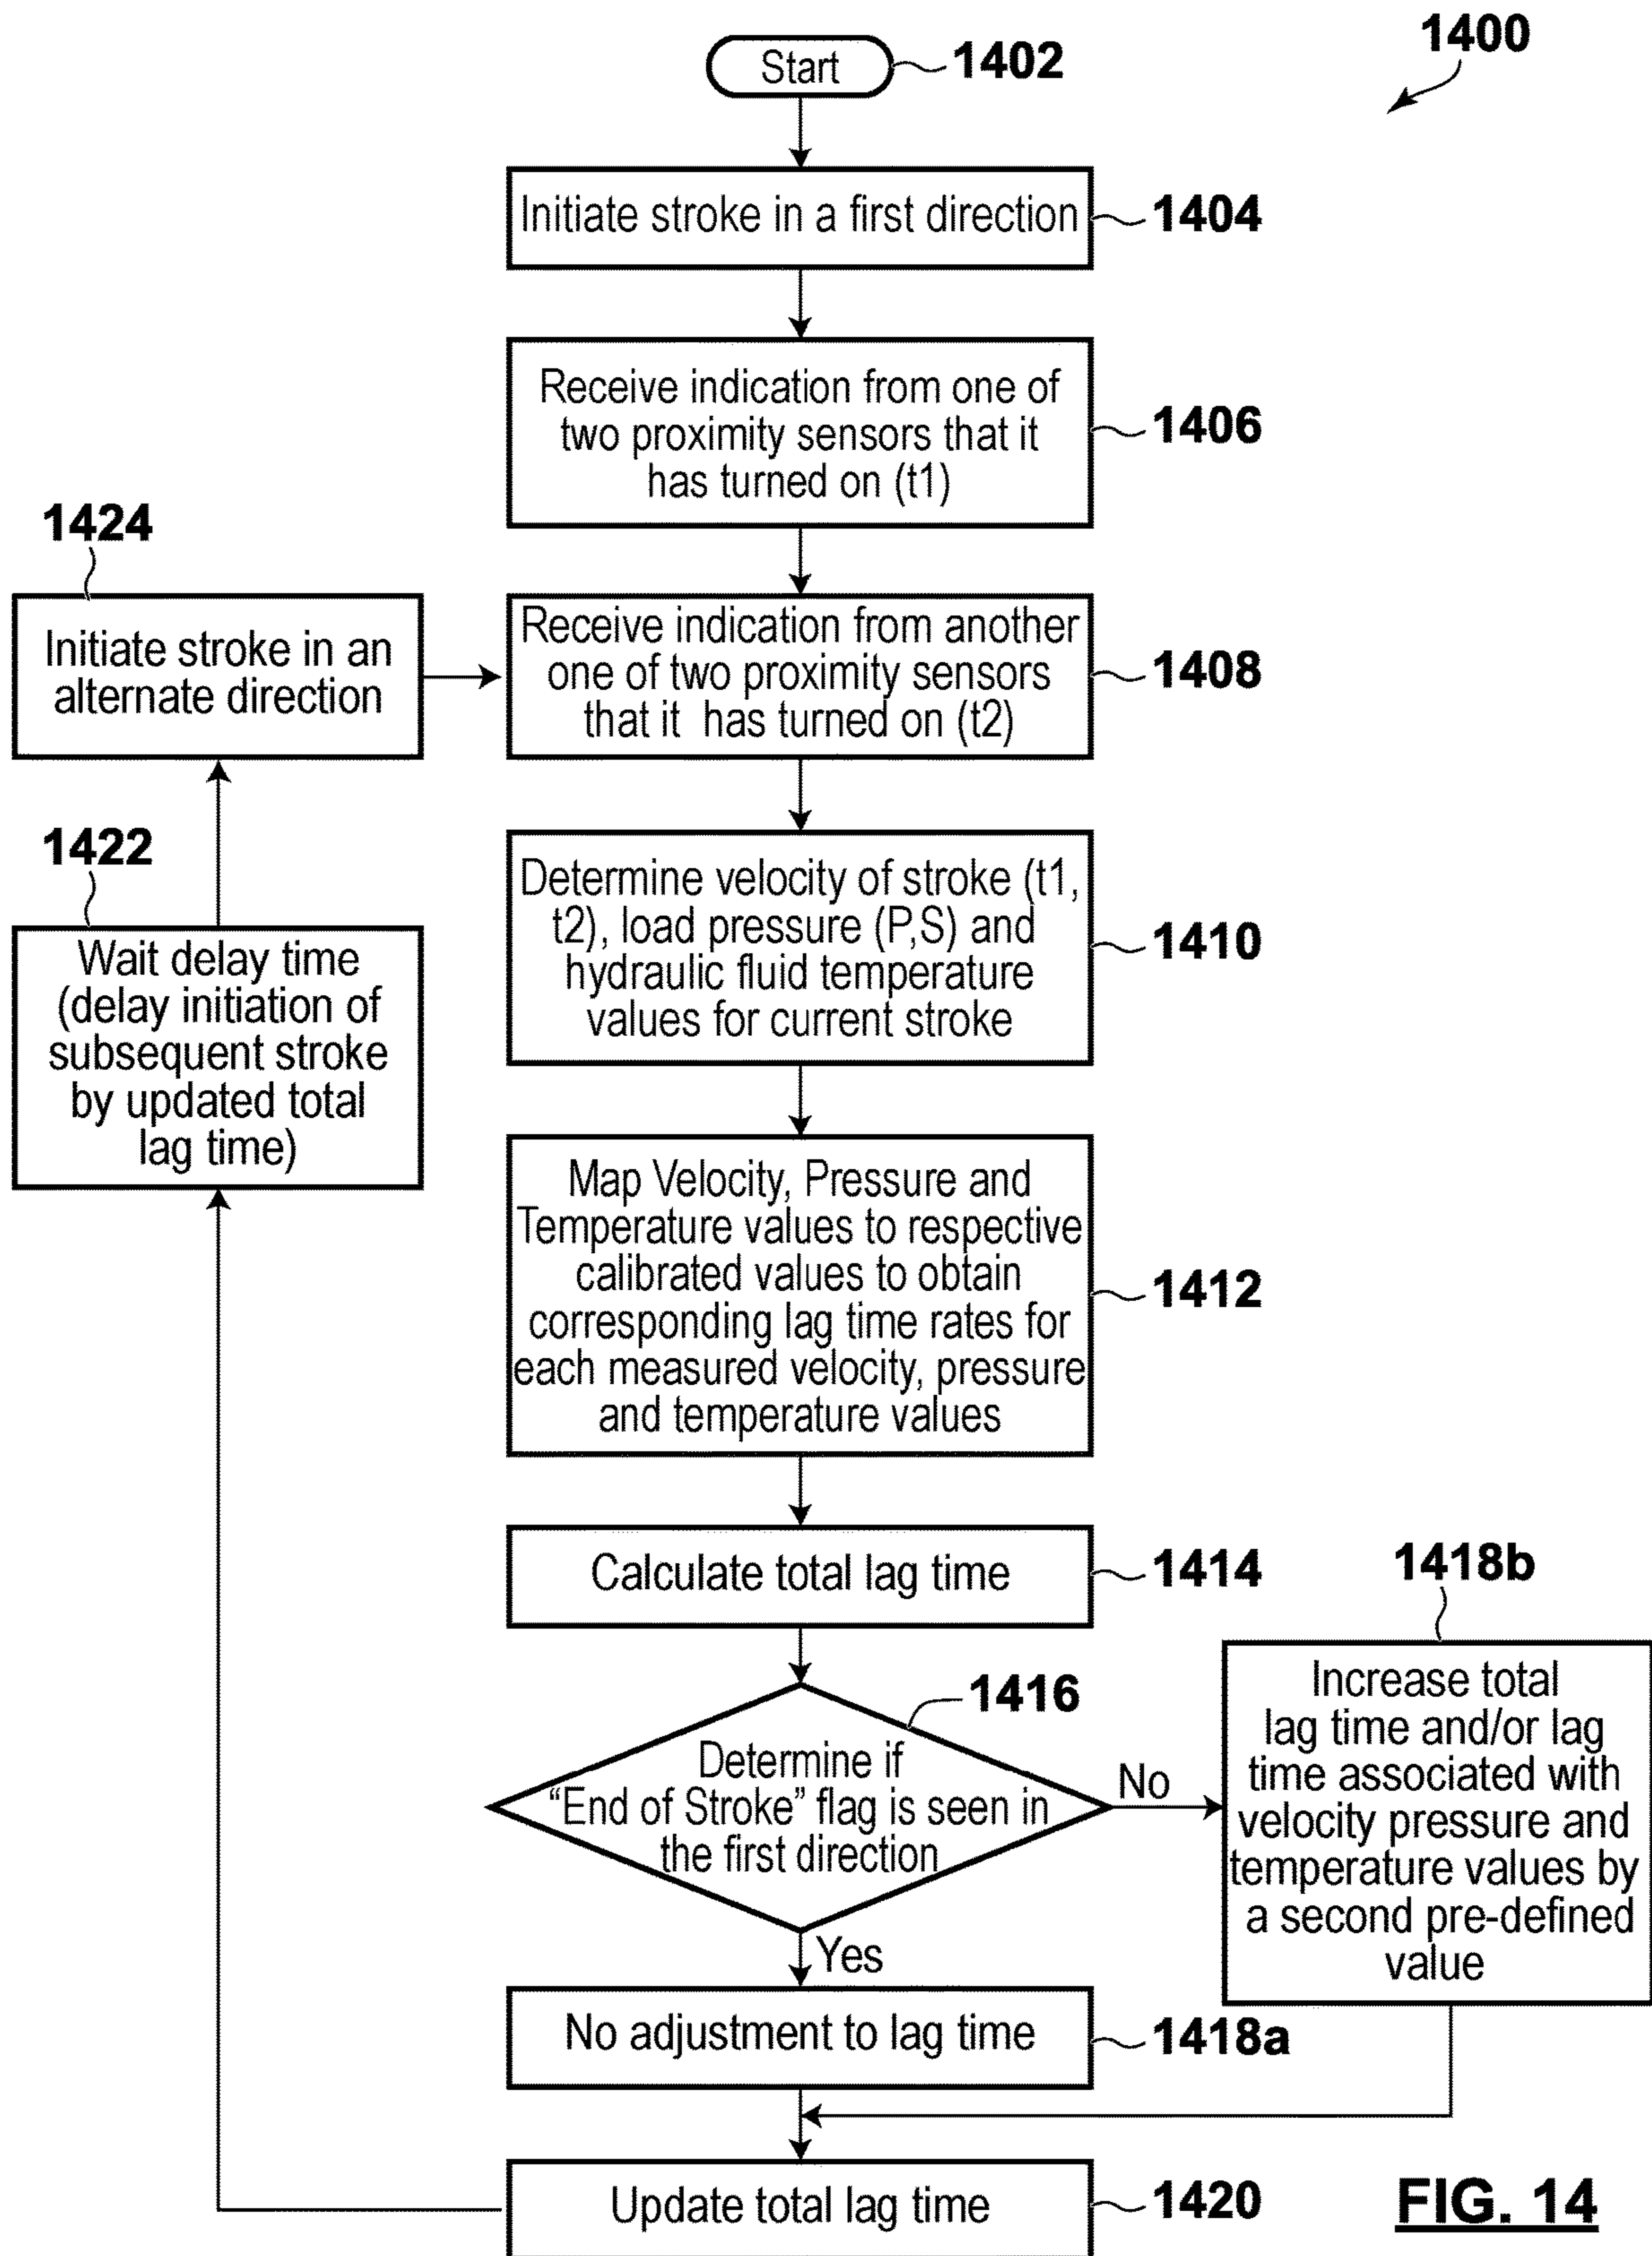 1400
Start
1402
Initiate stroke in a first direction
1404
Receive indication from one of
two proximity sensors that it
has turned on (t1)
1406
1424
Initiate stroke in an
alternate direction
Receive indication from another
one of two proximity sensors
that it has turned on (t2)
1408
1422
Wait delay time
(delay initiation of
subsequent stroke
by updated total
lag time)
Determine velocity of stroke (t1,
t2), load pressure (P,S) and
hydraulic fluid temperature
values for current stroke
1410
Map Velocity, Pressure and
Temperature values to respective
calibrated values to obtain
corresponding lag time rates for
each measured velocity, pressure
and temperature values
1412
Calculate total lag time
1414
1416
Determine if
“End of Stroke” flag is seen in
the first direction
No
1418b
Increase total
lag time and/or lag
time associated with
velocity pressure and
temperature values by
a second pre-defined
value
Yes
No adjustment to lag time
1418a
Update total lag time
1420
FIG. 14